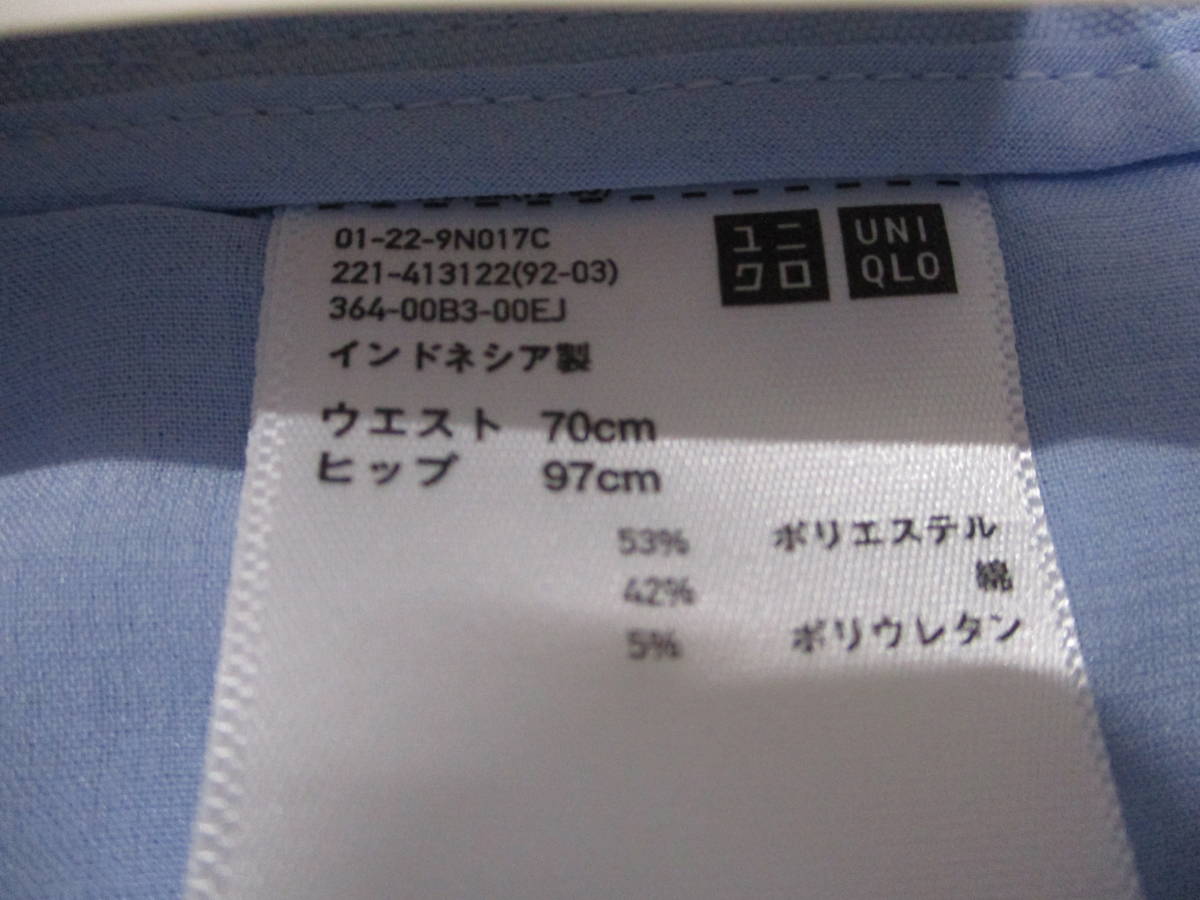 01-22-9N017C
221-413122(92-03)
364-00B3-00EJ
インドネシア製
ユニ
クロ
UNI
QLO
ウエスト 70cm
ヒップ 97cm
53% ポリエステル
42% 綿
5% ポリウレタン